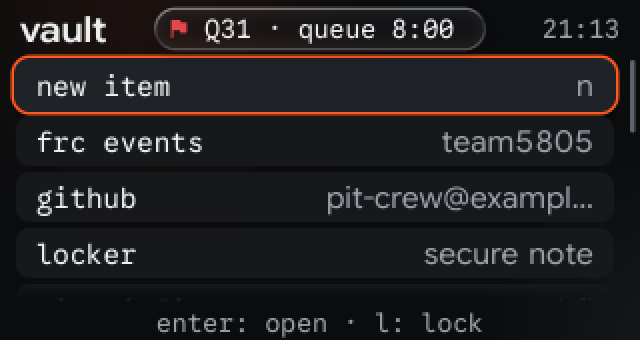 vault Q31 · queue 8:00 21:13
new item n
frc events team5805
github pit-crew@exampl...
locker secure note
enter: open · l: lock